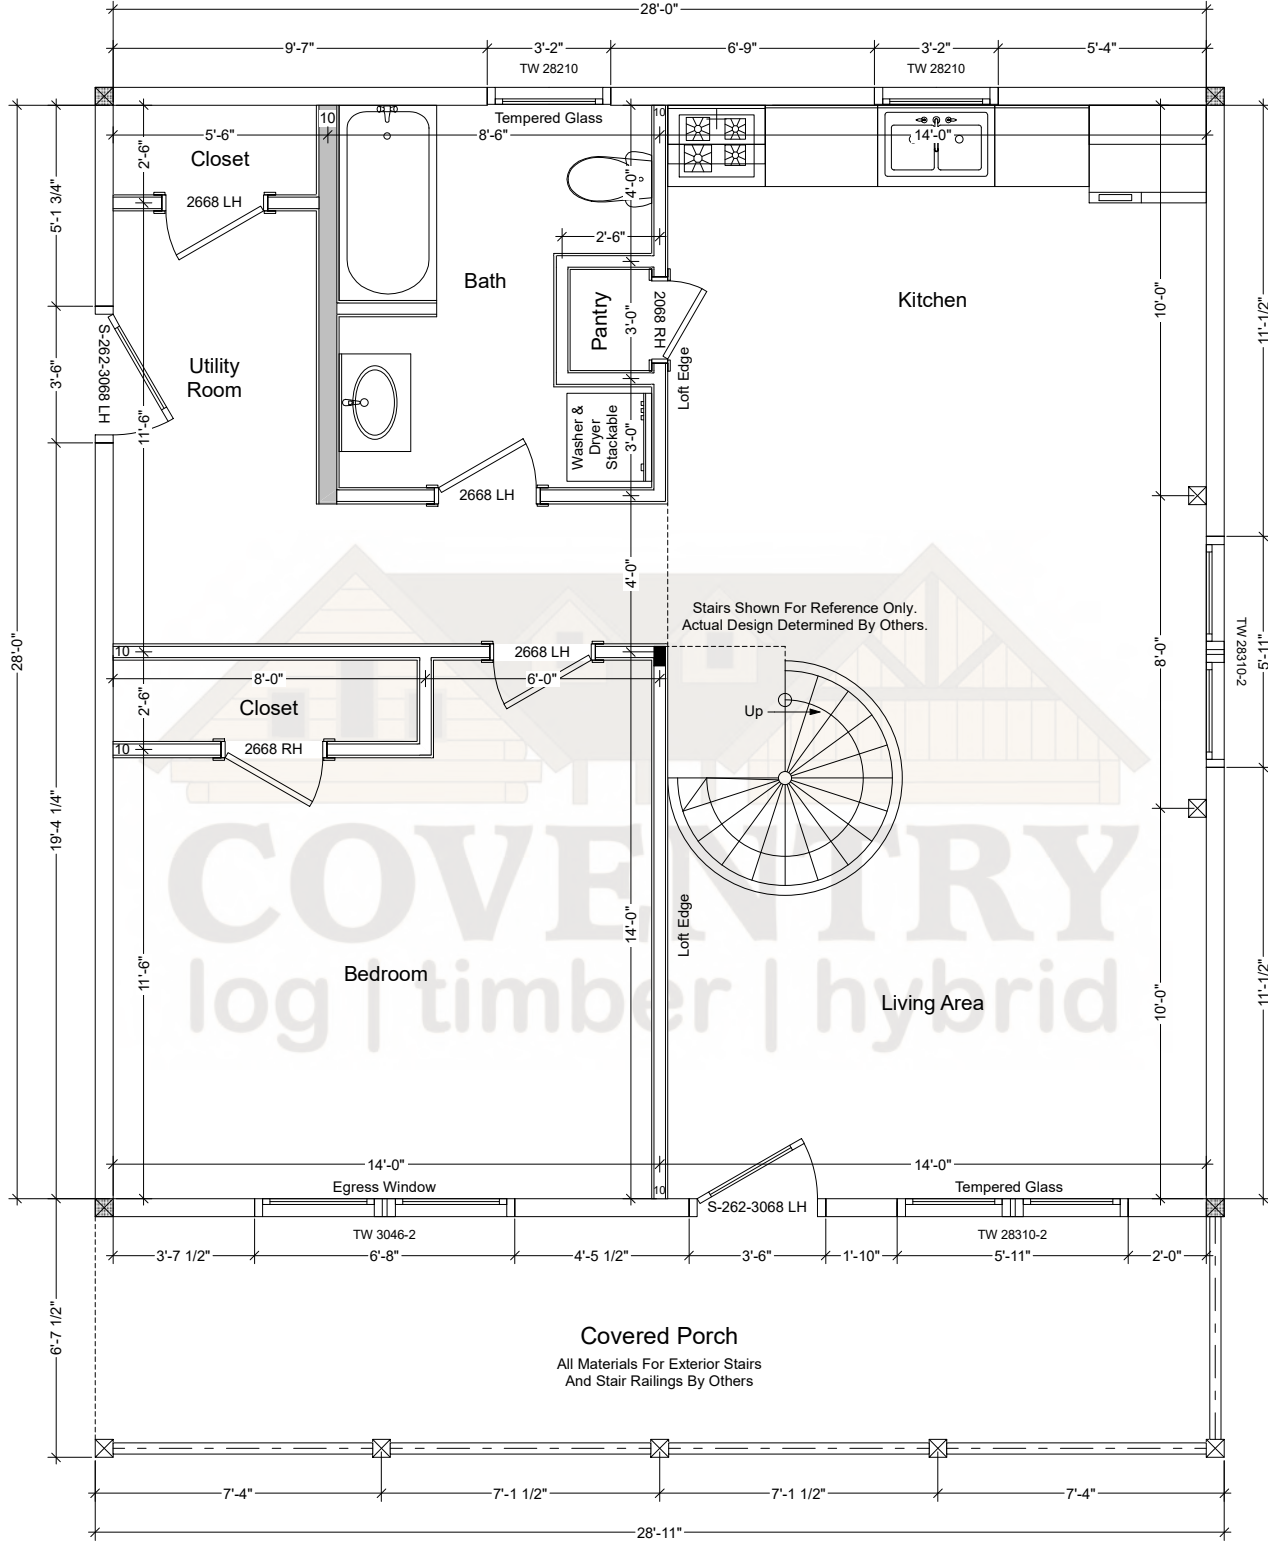 28'-0"
9'-7"
3'-2"
6'-9"
3'-2"
5'-4"
TW 28210
TW 28210
Tempered Glass
10
10
5'-6"
8'-6"
14'-0"
2'-6"
Closet
2668 LH
4'-0"
5'-1 3/4"
2'-6"
Bath
Kitchen
10'-0"
11'-1/2"
Pantry
3'-0"
2068 RH
Loft Edge
S-262-3068 LH
3'-6"
Utility
Room
11'-6"
Washer &
Dryer
Stackable
3'-0"
2668 LH
4'-0"
Stairs Shown For Reference Only.
Actual Design Determined By Others.
28'-0"
10
2668 LH
8'-0"
TW 28310-2
5'-11"
8'-0"
6'-0"
2'-6"
Closet
Up
10
2668 RH
19'-4 1/4"
COVENTRY
log | timber | hybrid
14'-0"
Loft Edge
11'-6"
Bedroom
Living Area
10'-0"
11'-1/2"
14'-0"
14'-0"
Egress Window
10
Tempered Glass
S-262-3068 LH
TW 3046-2
TW 28310-2
3'-7 1/2"
6'-8"
4'-5 1/2"
3'-6"
1'-10"
5'-11"
2'-0"
6'-7 1/2"
Covered Porch
All Materials For Exterior Stairs
And Stair Railings By Others
7'-4"
7'-1 1/2"
7'-1 1/2"
7'-4"
28'-11"